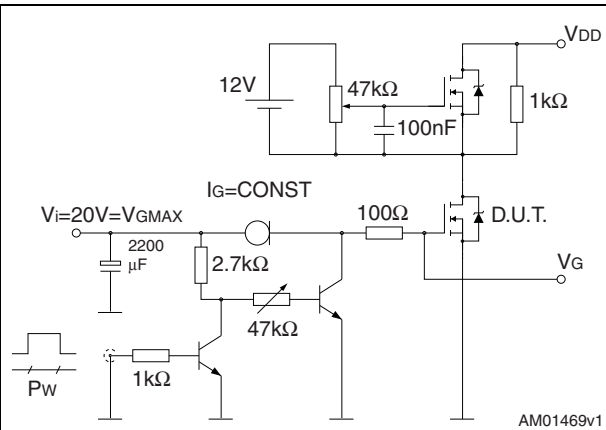 VDD
12V
47kΩ
1kΩ
100nF
IG=CONST
Vi=20V=VGMAX
100Ω
D.U.T.
2200
μF
2.7kΩ
VG
47kΩ
1kΩ
PW
AM01469v1